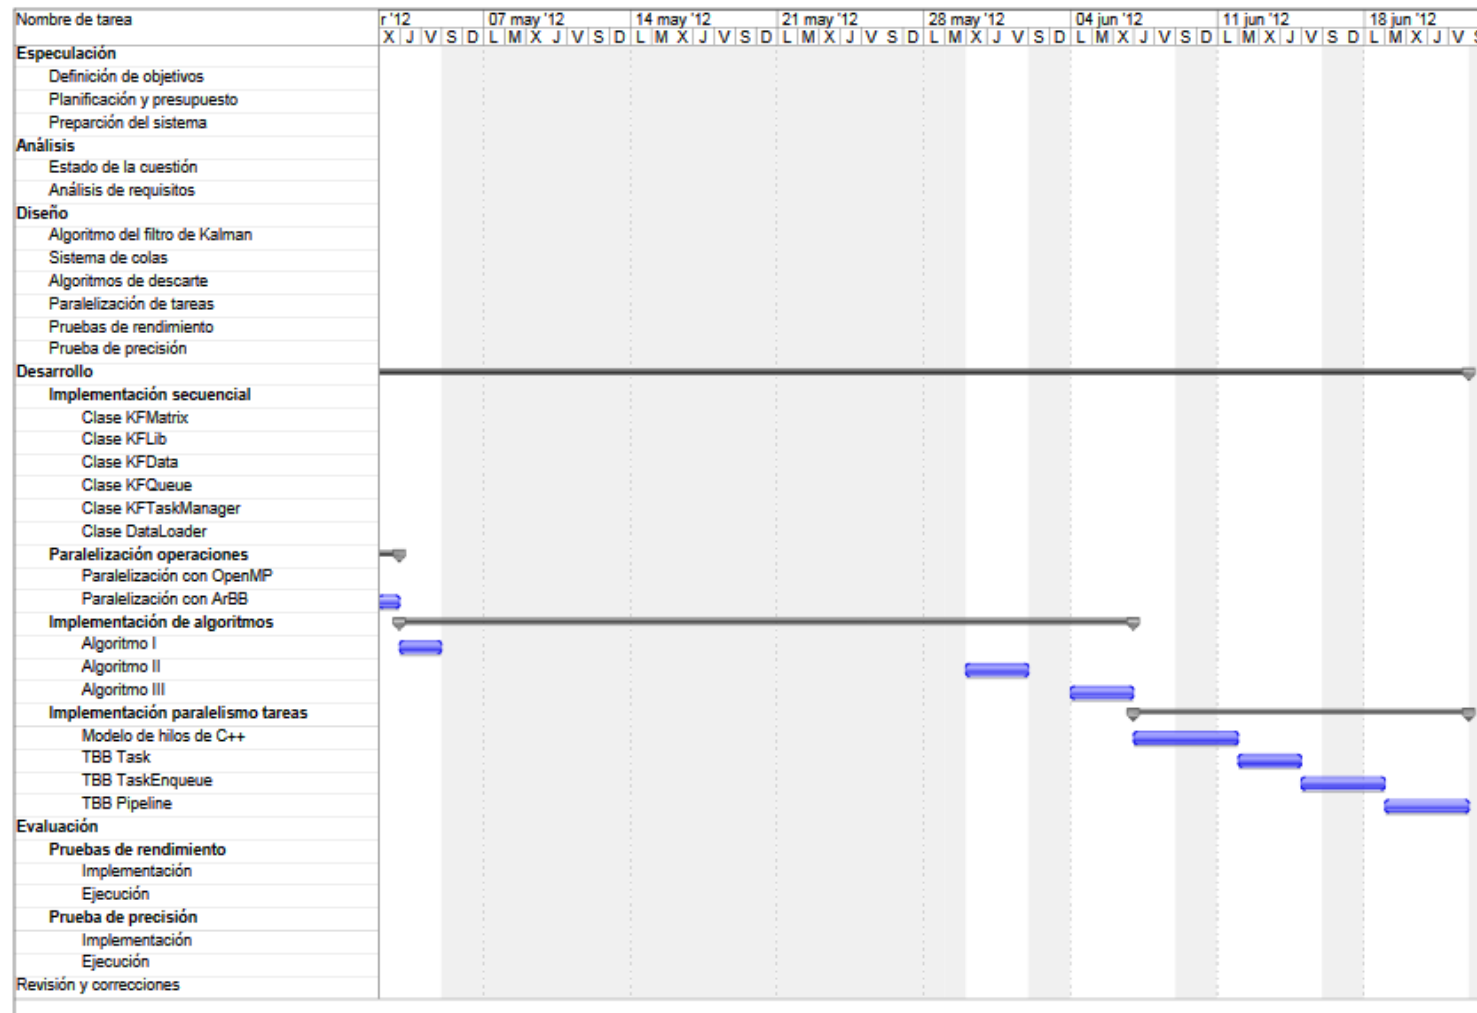 Nombre de tarea r '12 07 may '12 14 may '12 21 may '12 28 may '12 04 jun '12 11 jun '12 18 jun '12
X J V S D L M X J V S D L M X J V S D L M X J V S D L M X J V S D L M X J V S D L M X J V S D L M X J V S
Especulación
Definición de objetivos
Planificación y presupuesto
Preparción del sistema
Análisis
Estado de la cuestión
Análisis de requisitos
Diseño
Algoritmo del filtro de Kalman
Sistema de colas
Algoritmos de descarte
Paralelización de tareas
Pruebas de rendimiento
Prueba de precisión
Desarrollo
Implementación secuencial
Clase KFMatrix
Clase KFLib
Clase KFData
Clase KFQueue
Clase KFTaskManager
Clase DataLoader
Paralelización operaciones
Paralelización con OpenMP
Paralelización con ArBB
Implementación de algoritmos
Algoritmo I
Algoritmo II
Algoritmo III
Implementación paralelismo tareas
Modelo de hilos de C++
TBB Task
TBB TaskEnqueue
TBB Pipeline
Evaluación
Pruebas de rendimiento
Implementación
Ejecución
Prueba de precisión
Implementación
Ejecución
Revisión y correcciones